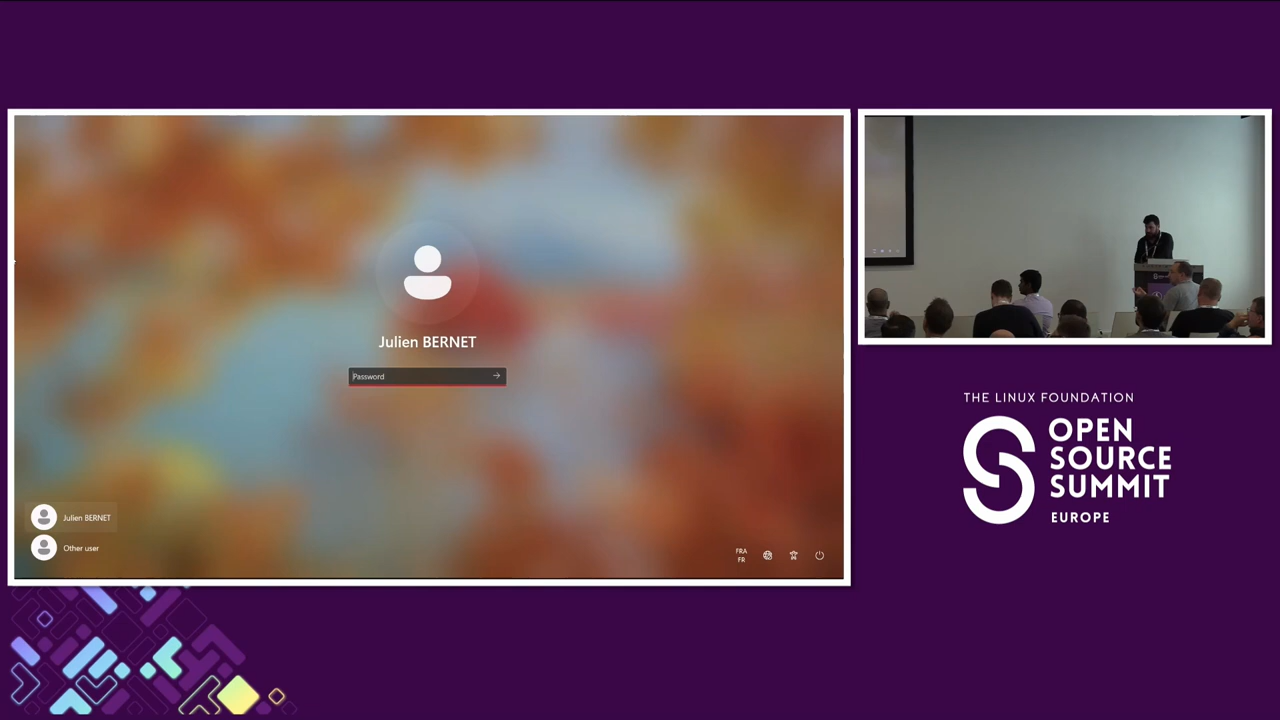 Julien BERNET
Password
Julien BERNET
Other user
FRA
FR
THE LINUX FOUNDATION
OPEN
SOURCE
SUMMIT
EUROPE